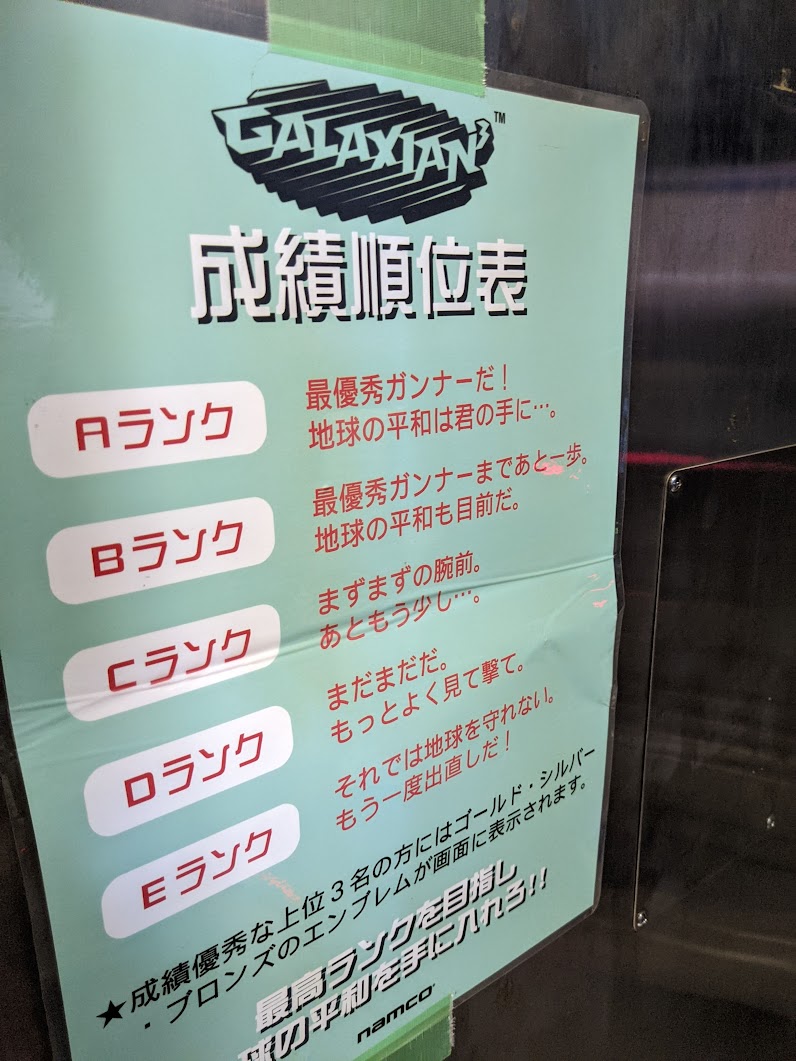 GALAXIAN³ ™
成績順位表
Aランク
最優秀ガンナーだ！
地球の平和は君の手に…。
Bランク
最優秀ガンナーまであと一歩。
地球の平和も目前だ。
Cランク
まずまずの腕前。
あともう少し…。
Dランク
まだまだだ。
もっとよく見て撃て。
Eランク
それでは地球を守れない。
もう一度出直しだ！
★成績優秀な上位３名の方にはゴールド・シルバー
・ブロンズのエンブレムが画面に表示されます。
最高ランクを目指し
球の平和を手に入れろ!!
namco